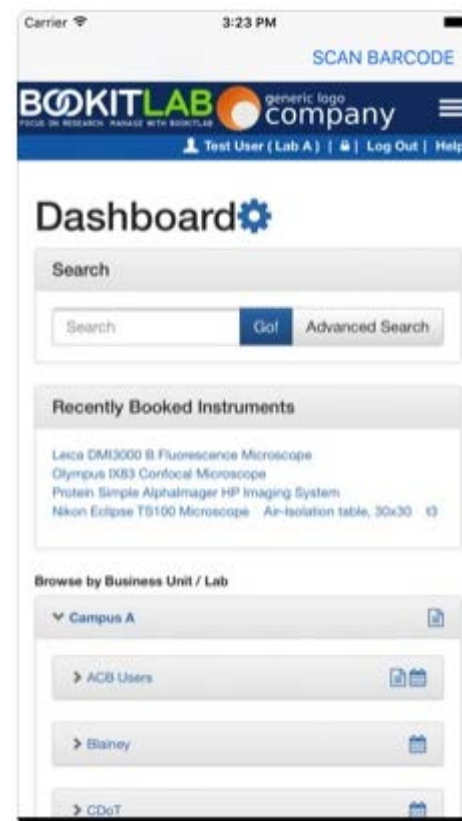 Carrier 3:23 PM
SCAN BARCODE
BOOKITLAB generic logo company
FOCUS ON RESEARCH MANAGE WITH BOOKITLAB
Test User ( Lab A ) | | Log Out | Help
Dashboard
Search
Search Go! Advanced Search
Recently Booked Instruments
Leica DMI3000 B Fluorescence Microscope
Olympus IX83 Confocal Microscope
Protein Simple AlphaImager HP Imaging System
Nikon Eclipse TS100 Microscope Air-Isolation table, 30x30 t3
Browse by Business Unit / Lab
Campus A
ACB Users
Blainey
CDoT